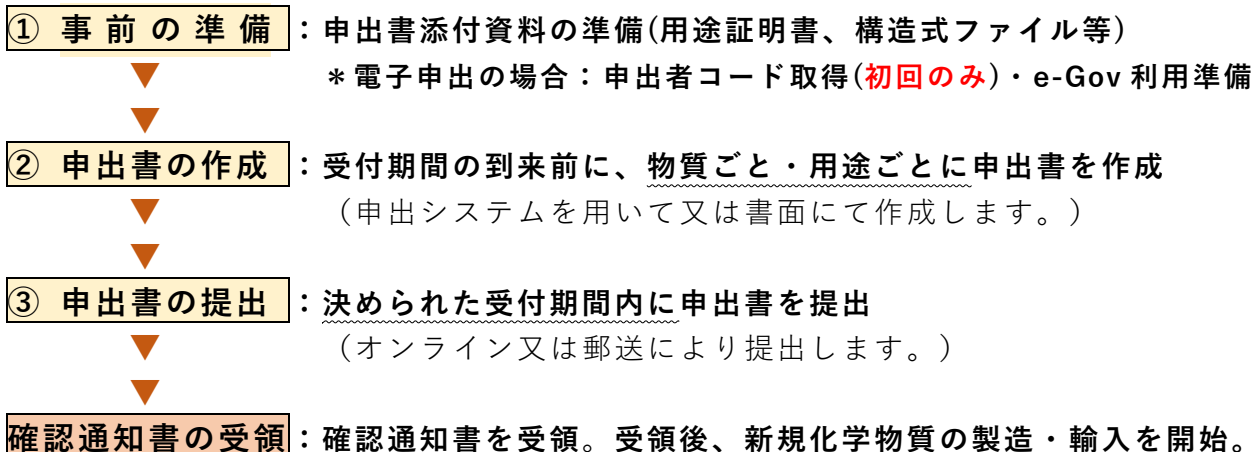 ① 事前の準備：申出書添付資料の準備(用途証明書、構造式ファイル等)
＊電子申出の場合：申出者コード取得(初回のみ)・e-Gov 利用準備
② 申出書の作成：受付期間の到来前に、物質ごと・用途ごとに申出書を作成
（申出システムを用いて又は書面にて作成します。）
③ 申出書の提出：決められた受付期間内に申出書を提出
（オンライン又は郵送により提出します。）
確認通知書の受領：確認通知書を受領。受領後、新規化学物質の製造・輸入を開始。